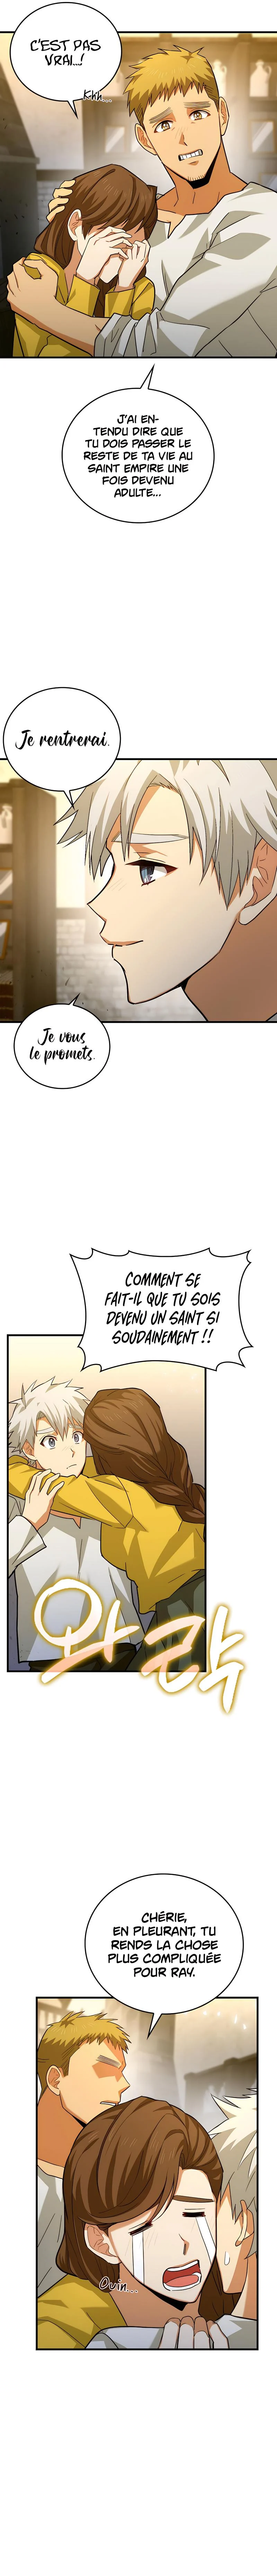 C'EST PAS
VRAI...!
Khh...
J'AI EN-
TENDU DIRE QUE
TU DOIS PASSER LE
RESTE DE TA VIE AU
SAINT EMPIRE UNE
FOIS DEVENU
ADULTE...
Je rentrerai.
Je vous
le promets.
COMMENT SE
FAIT-IL QUE TU SOIS
DEVENU UN SAINT SI
SOUDAINEMENT !!
와락
CHÉRIE,
EN PLEURANT, TU
RENDS LA CHOSE
PLUS COMPLIQUÉE
POUR RAY.
Ouin...